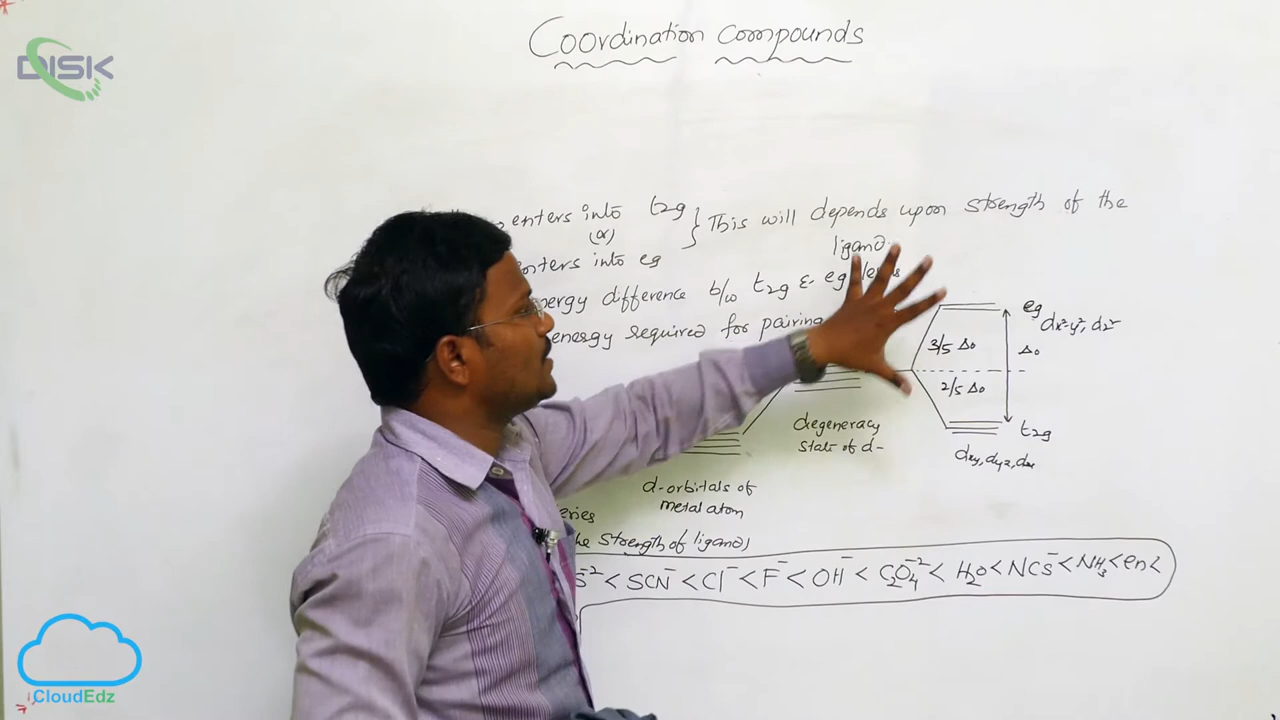 DISK
Coordination compounds
enters into t2g } This will depends upon strength of the
(or)
ligand
enters into eg
energy difference b/w t2g & eg levels
energy required for pairing
eg
dx²-y², dz²
3/5 Δo
Δo
2/5 Δo
t2g
dxy, dyz, dzx
degeneracy
state of d-
d-orbitals of
metal atom
the strength of ligands
S⁻² < SCN⁻ < Cl⁻ < F⁻ < OH⁻ < C₂O₄⁻² < H₂O < NCS⁻ < NH₃ < en <
CloudEdz